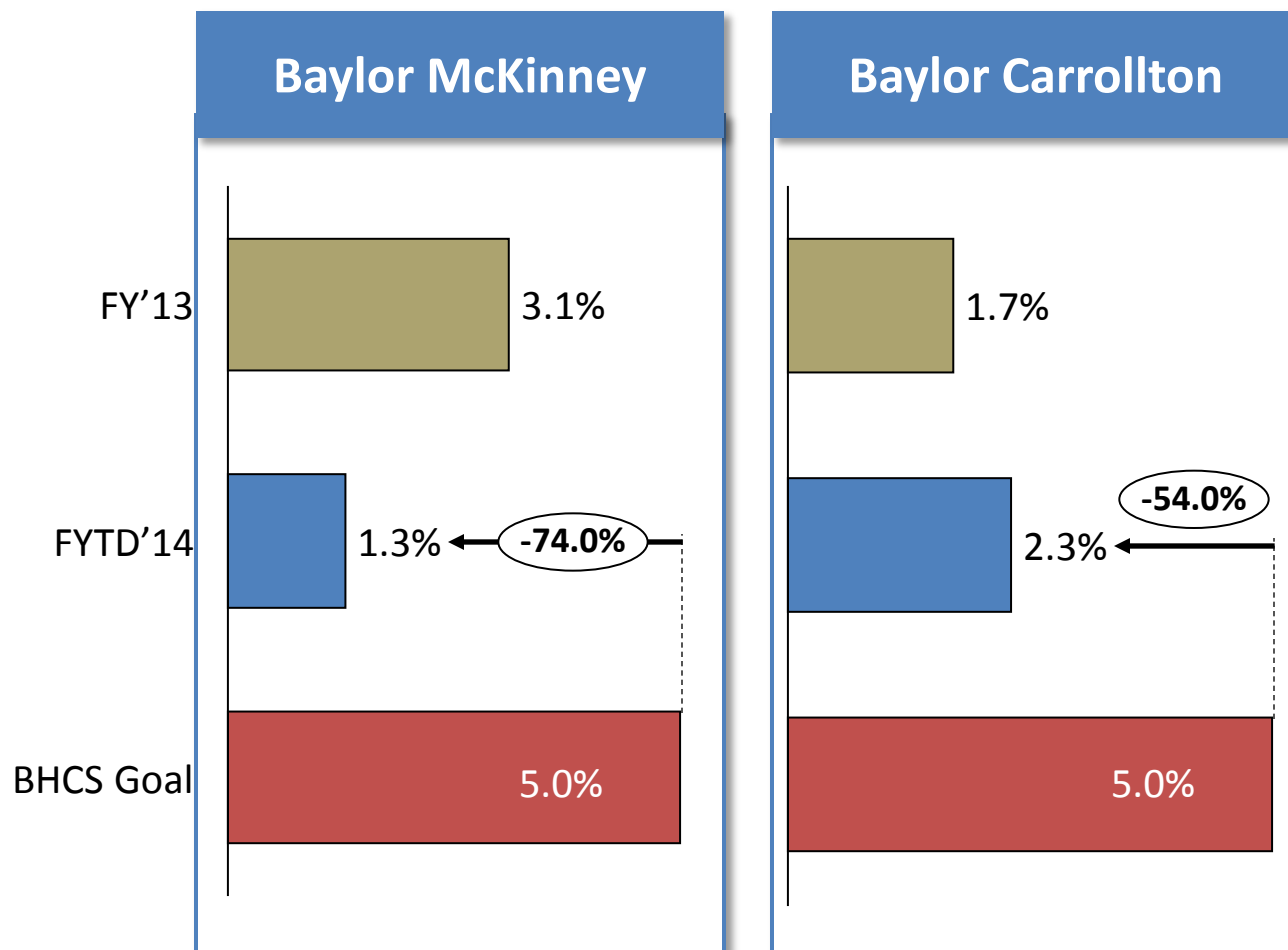 Baylor McKinney
Baylor Carrollton
FY’13
3.1%
1.7%
FYTD’14
1.3%
-74.0%
2.3%
-54.0%
BHCS Goal
5.0%
5.0%